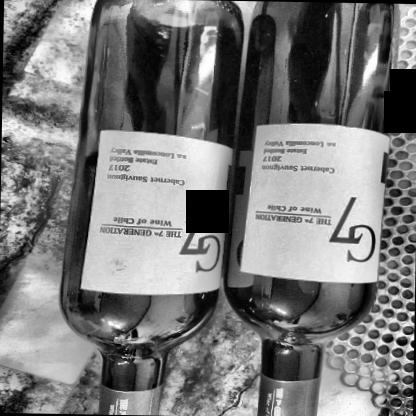 G7
THE 7th GENERATION
Wine of Chile
Cabernet Sauvignon
2017
Estate Bottled
D.O. Loncomilla Valley
G7
THE 7th GENERATION
Wine of Chile
Cabernet Sauvignon
2017
Estate Bottled
D.O. Loncomilla Valley